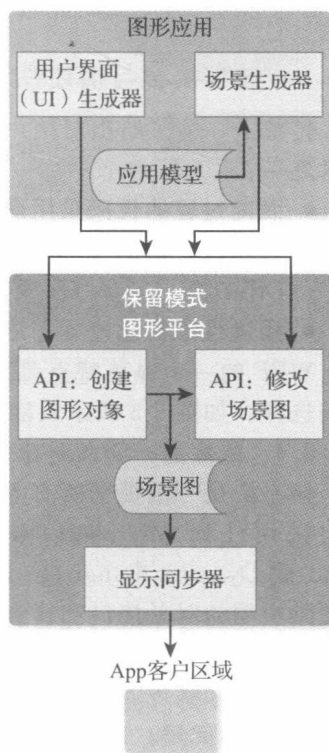 图形应用
用户界面
（UI）生成器
场景生成器
应用模型
保留模式
图形平台
API：创建
图形对象
API：修改
场景图
场景图
显示同步器
App客户区域